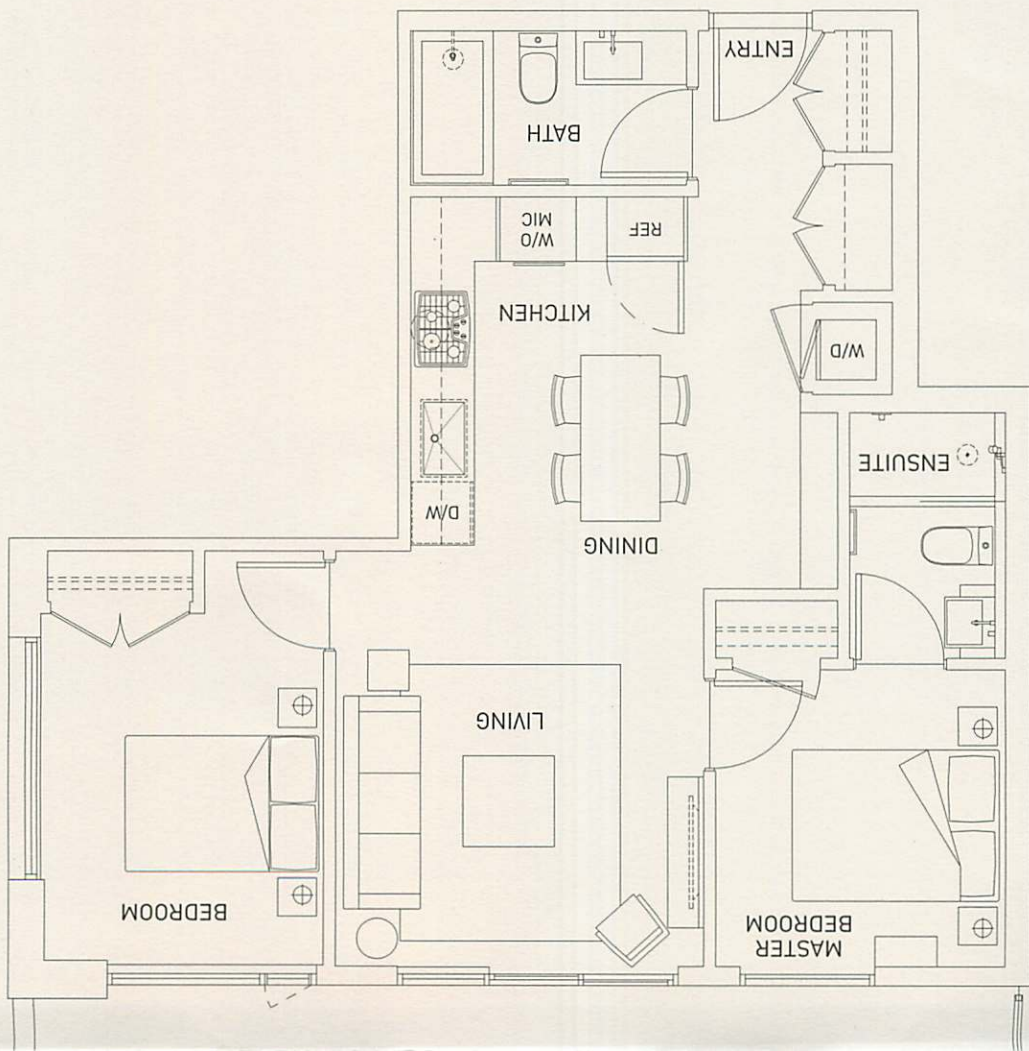 MASTER
BEDROOM
BEDROOM
LIVING
DINING
D/W
ENSUITE
W/D
KITCHEN
REF
W/O
MIC
BATH
ENTRY